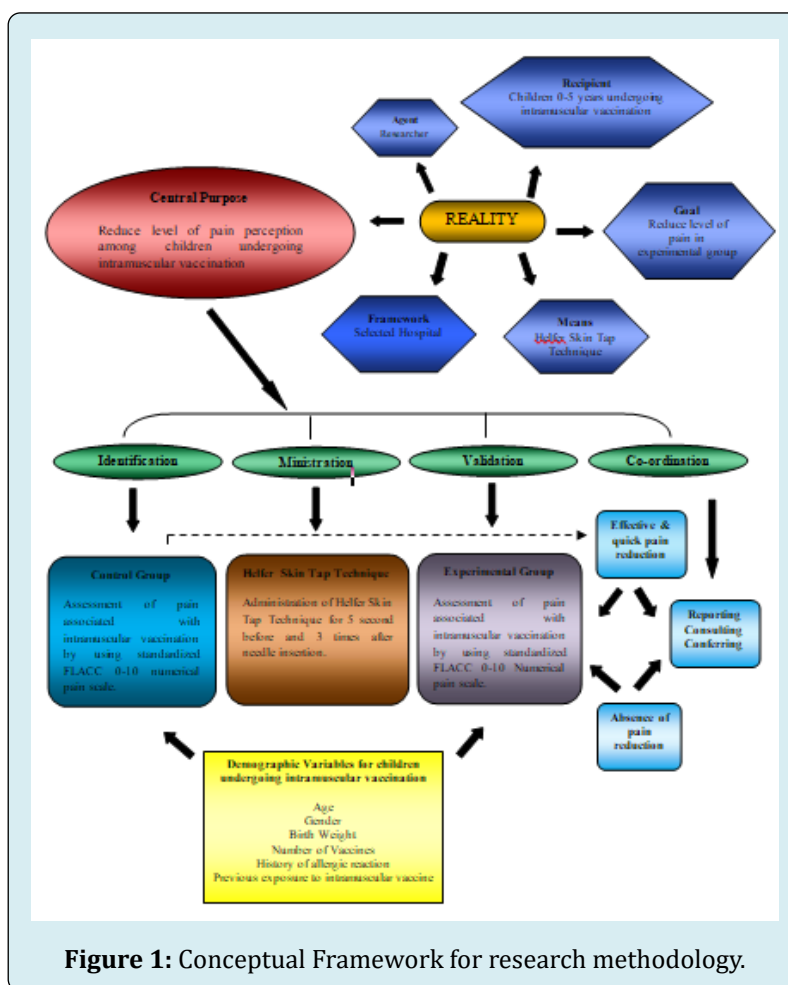 Recipient
Children 0-5 years undergoing
intramuscular vaccination
Agent
Researcher
Central Purpose
Reduce level of pain perception
among children undergoing
intramuscular vaccination
REALITY
Goal
Reduce level of
pain in
experimental group
Framework
Selected Hospital
Means
Helfer Skin Tap
Technique
Identification
Ministration
Validation
Co-ordination
Effective &
quick pain
reduction
Control Group
Assessment of pain
associated with
intramuscular vaccination
by using standardized
FLACC 0-10 numerical
pain scale.
Helfer Skin Tap Technique
Administration of Helfer Skin
Tap Technique for 5 second
before and 3 times after
needle insertion.
Experimental Group
Assessment of pain
associated with
intramuscular vaccination
by using standardized
FLACC 0-10 Numerical
pain scale.
Reporting
Consulting
Conferring
Absence of
pain
reduction
Demographic Variables for children
undergoing intramuscular vaccination
Age
Gender
Birth Weight
Number of Vaccines
History of allergic reaction
Previous exposure to intramuscular vaccine
Figure 1: Conceptual Framework for research methodology.